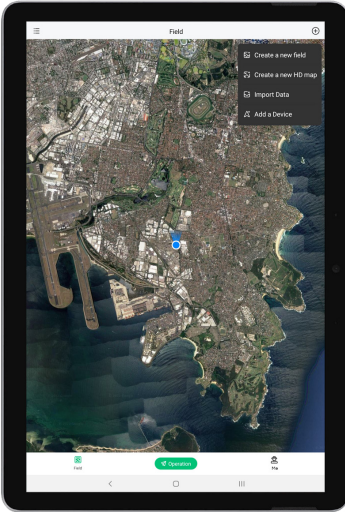 Field
Create a new field
Create a new HD map
Import Data
Add a Device
Field
Operation
Me